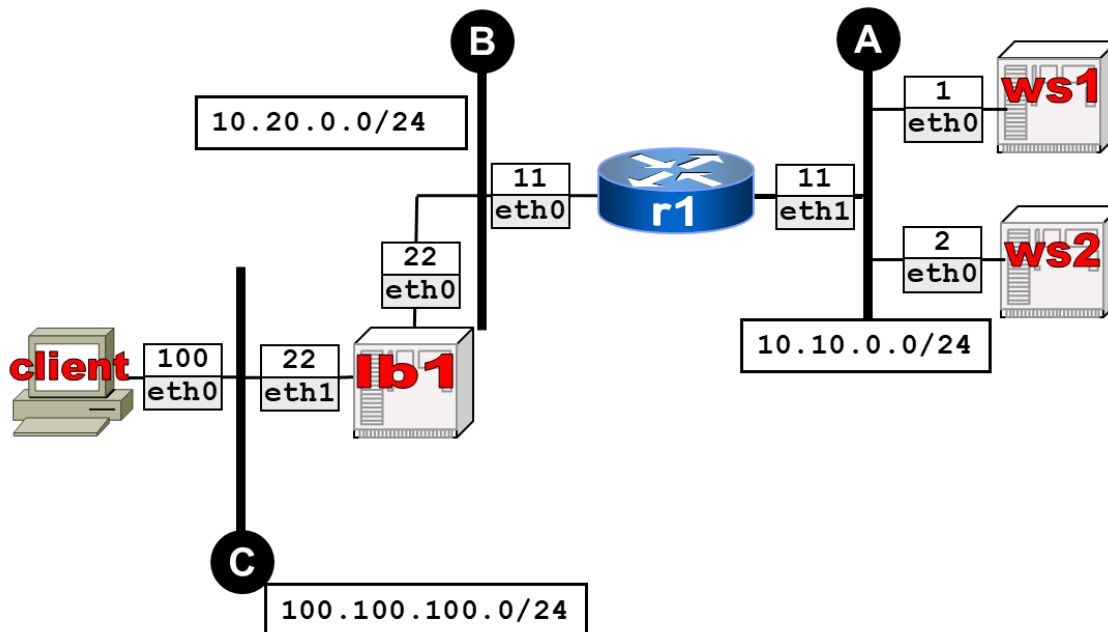 B
A
10.20.0.0/24
1
eth0
ws1
11
eth0
r1
11
eth1
22
eth0
2
eth0
ws2
10.10.0.0/24
client
100
eth0
22
eth1
lb1
C
100.100.100.0/24